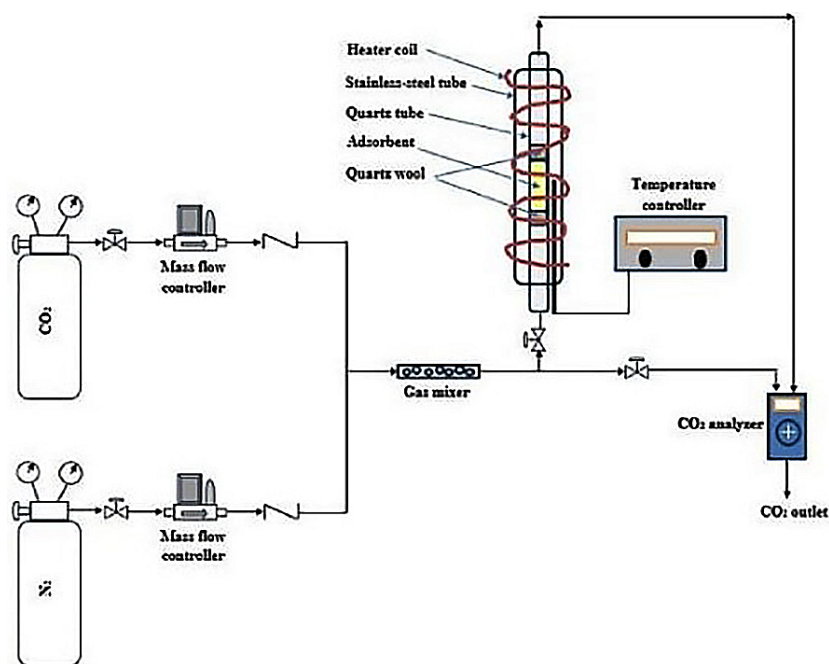 Heater coil
Stainless-steel tube
Quartz tube
Adsorbent
Quartz wool
Temperature
controller
Mass flow
controller
CO₂
Gas mixer
CO₂ analyzer
CO₂ outlet
Mass flow
controller
N₂